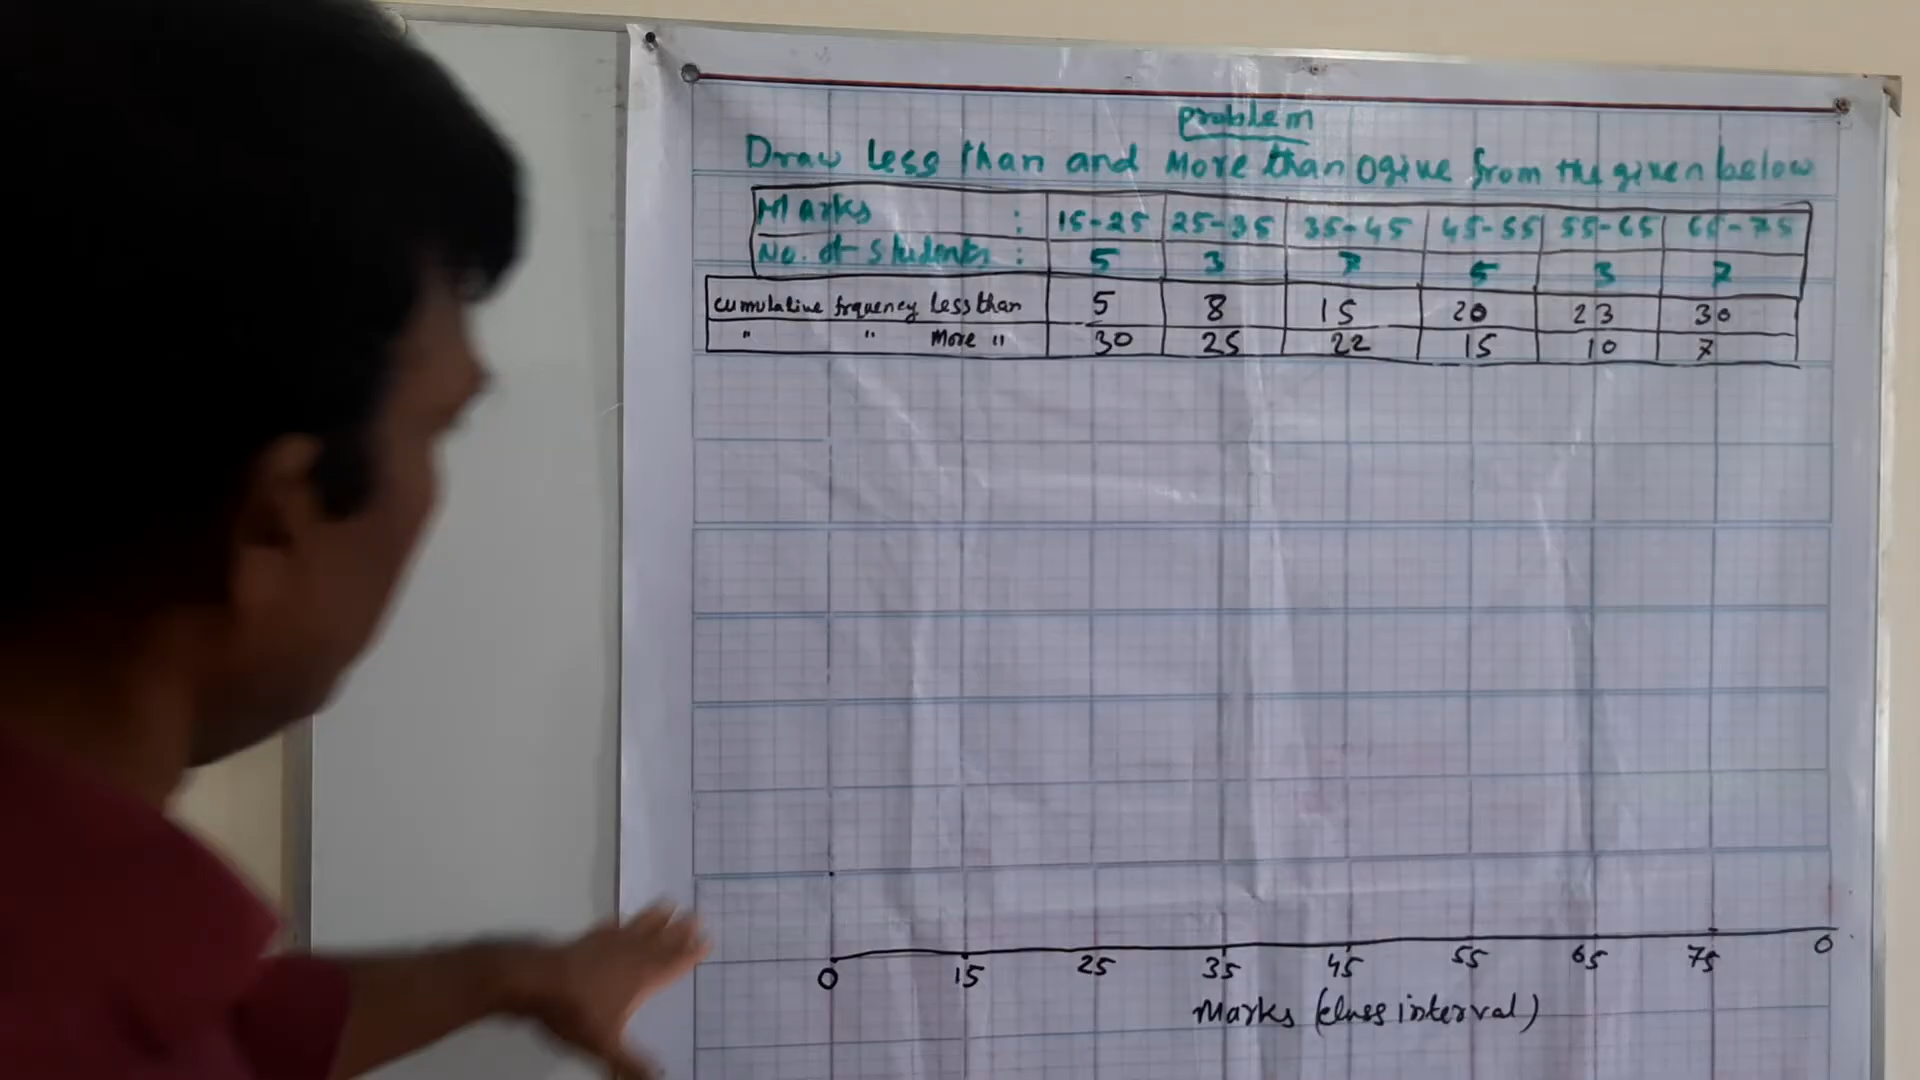 problem
Draw Less than and More than Ogive from the given below
Marks : 15-25 25-35 35-45 45-55 55-65 65-75
No. of students : 5 3 7 5 3 7
cumulative frquency Less than 5 8 15 20 23 30
" " More " 30 25 22 15 10 7
0 15 25 35 45 55 65 75 0
Marks (class interval)